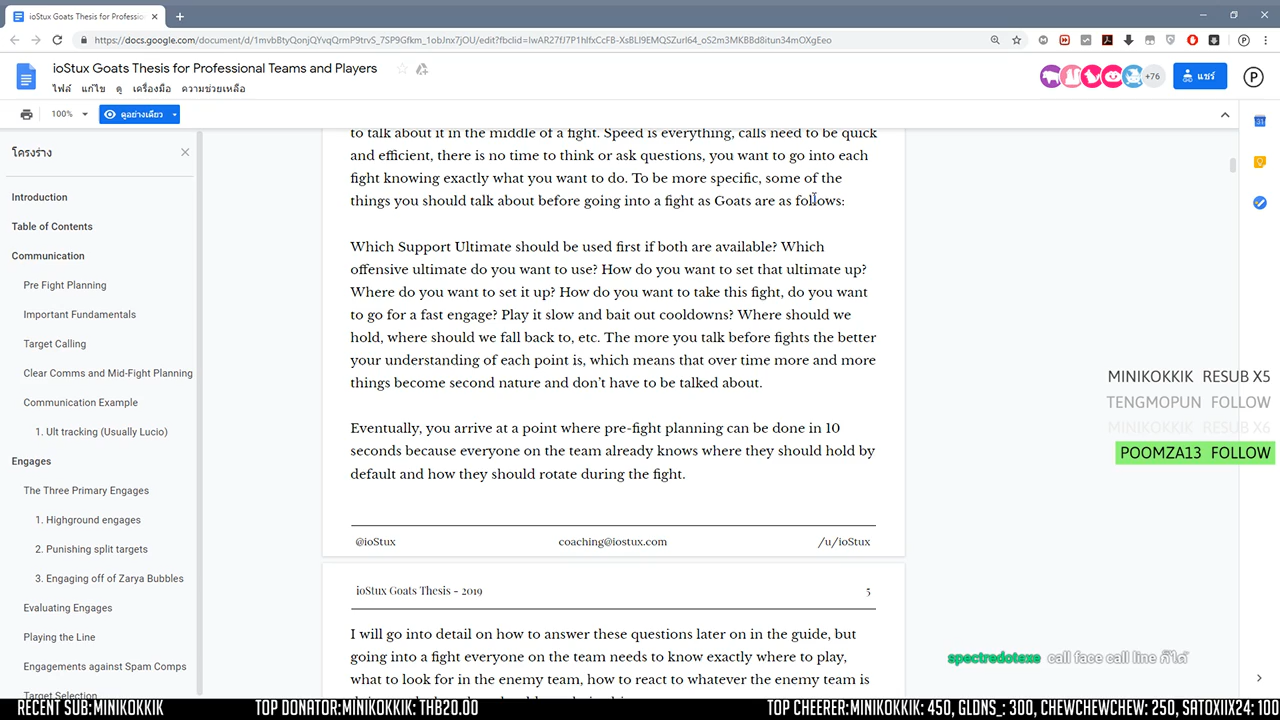 ioStux Goats Thesis for Professio
https://docs.google.com/document/d/1mvbBtyQonjQYvqQrmP9trvS_7SP9Gfkm_1obJnx7jOU/edit?fbclid=IwAR27fJ7P1hlfxCcFB-XsBLl9EMQSZurl64_oS2m3MKBBd8itun34mOXgEeo
ioStux Goats Thesis for Professional Teams and Players
ไฟล์ แก้ไข ดู เครื่องมือ ความช่วยเหลือ
+76
แชร์
P
100%
ดูอย่างเดียว
โครงร่าง
Introduction
Table of Contents
Communication
Pre Fight Planning
Important Fundamentals
Target Calling
Clear Comms and Mid-Fight Planning
Communication Example
1. Ult tracking (Usually Lucio)
Engages
The Three Primary Engages
1. Highground engages
2. Punishing split targets
3. Engaging off of Zarya Bubbles
Evaluating Engages
Playing the Line
Engagements against Spam Comps
Target Selection
to talk about it in the middle of a fight. Speed is everything, calls need to be quick
and efficient, there is no time to think or ask questions, you want to go into each
fight knowing exactly what you want to do. To be more specific, some of the
things you should talk about before going into a fight as Goats are as follows:
Which Support Ultimate should be used first if both are available? Which
offensive ultimate do you want to use? How do you want to set that ultimate up?
Where do you want to set it up? How do you want to take this fight, do you want
to go for a fast engage? Play it slow and bait out cooldowns? Where should we
hold, where should we fall back to, etc. The more you talk before fights the better
your understanding of each point is, which means that over time more and more
things become second nature and don't have to be talked about.
Eventually, you arrive at a point where pre-fight planning can be done in 10
seconds because everyone on the team already knows where they should hold by
default and how they should rotate during the fight.
@ioStux coaching@iostux.com /u/ioStux
ioStux Goats Thesis - 2019 5
I will go into detail on how to answer these questions later on in the guide, but
going into a fight everyone on the team needs to know exactly where to play,
what to look for in the enemy team, how to react to whatever the enemy team is
MINIKOKKIK RESUB X5
TENGMOPUN FOLLOW
MINIKOKKIK RESUB X6
POOMZA13 FOLLOW
spectredotexe call face call line ก็ได้
RECENT SUB:MINIKOKKIK TOP DONATOR:MINIKOKKIK: THB20.00 TOP CHEERER:MINIKOKKIK: 450, GLDNS_: 300, CHEWCHEWCHEW: 250, SATOXIIX24: 100